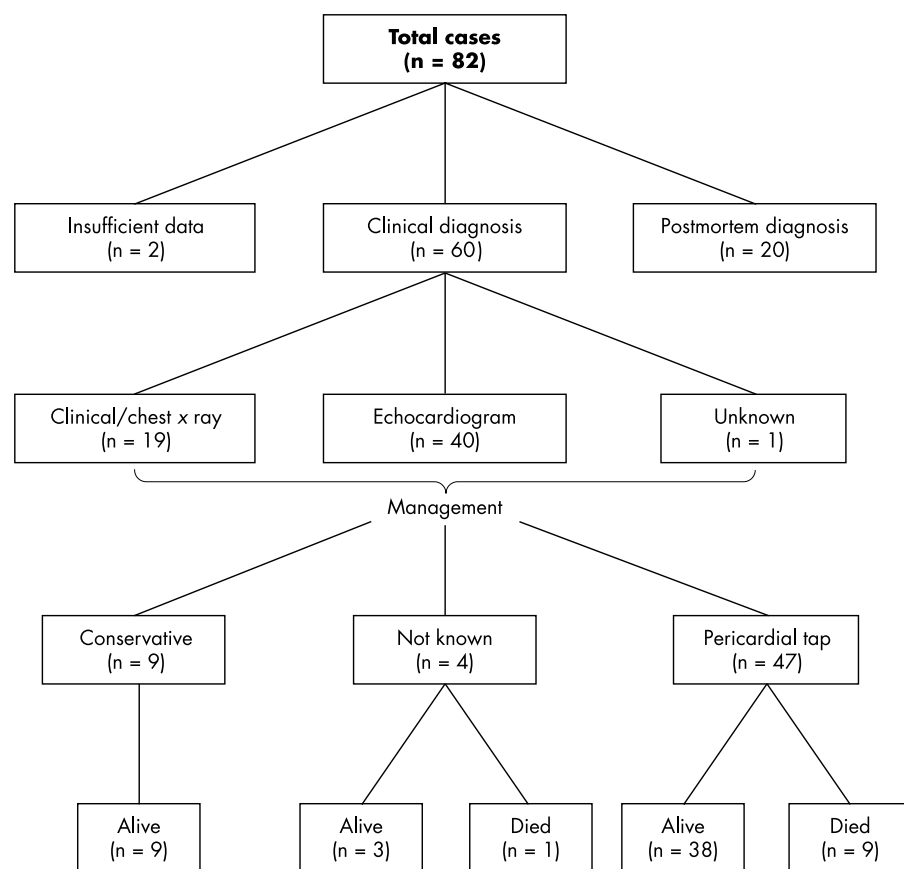 Total cases
(n = 82)
Insufficient data
(n = 2)
Clinical diagnosis
(n = 60)
Postmortem diagnosis
(n = 20)
Clinical/chest x ray
(n = 19)
Echocardiogram
(n = 40)
Unknown
(n = 1)
Management
Conservative
(n = 9)
Not known
(n = 4)
Pericardial tap
(n = 47)
Alive
(n = 9)
Alive
(n = 3)
Died
(n = 1)
Alive
(n = 38)
Died
(n = 9)